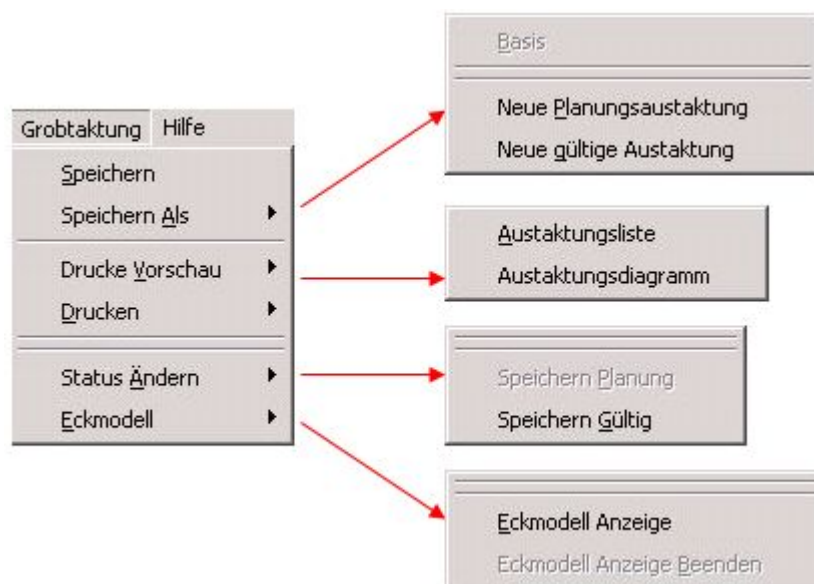 Grobtaktung Hilfe
Speichern
Speichern Als
Drucke Vorschau
Drucken
Status Ändern
Eckmodell
Basis
Neue Planungsaustaktung
Neue gültige Austaktung
Austaktungsliste
Austaktungsdiagramm
Speichern Planung
Speichern Gültig
Eckmodell Anzeige
Eckmodell Anzeige Beenden